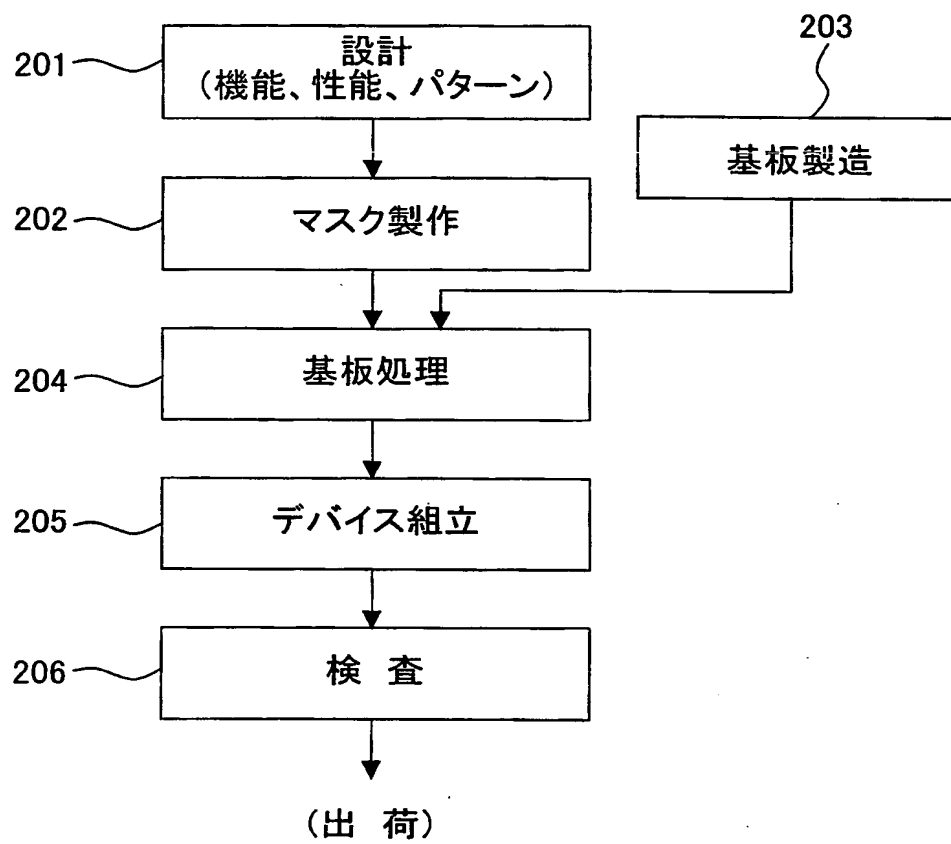 201
設計
(機能、性能、パターン)
203
基板製造
202
マスク製作
204
基板処理
205
デバイス組立
206
検 査
(出 荷)